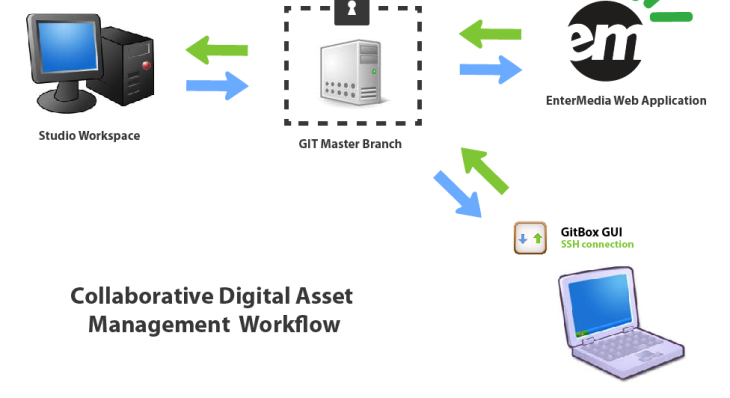 em
EnterMedia Web Application
Studio Workspace
GIT Master Branch
GitBox GUI
SSH connection
Collaborative Digital Asset
Management Workflow